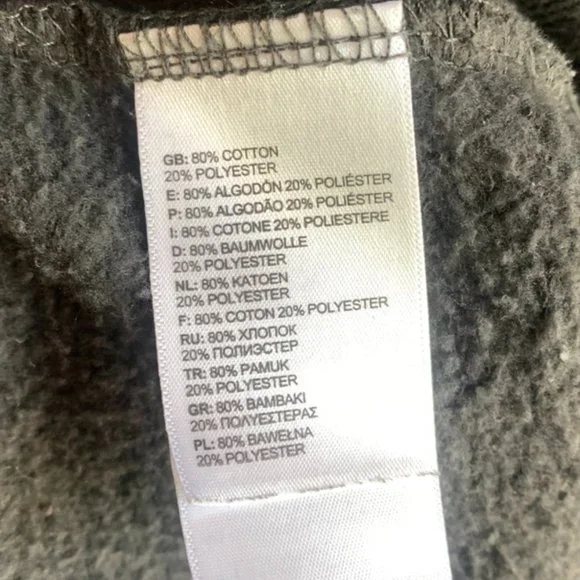 GB: 80% COTTON
20% POLYESTER
E: 80% ALGODÓN 20% POLIÉSTER
P: 80% ALGODÃO 20% POLIÉSTER
I: 80% COTONE 20% POLIESTERE
D: 80% BAUMWOLLE
20% POLYESTER
NL: 80% KATOEN
20% POLYESTER
F: 80% COTON 20% POLYESTER
RU: 80% ХЛОПОК
20% ПОЛИЭСТЕР
TR: 80% PAMUK
20% POLYESTER
GR: 80% ΒΑΜΒΑΚΙ
20% ΠΟΛΥΕΣΤΕΡΑΣ
PL: 80% BAWEŁNA
20% POLYESTER